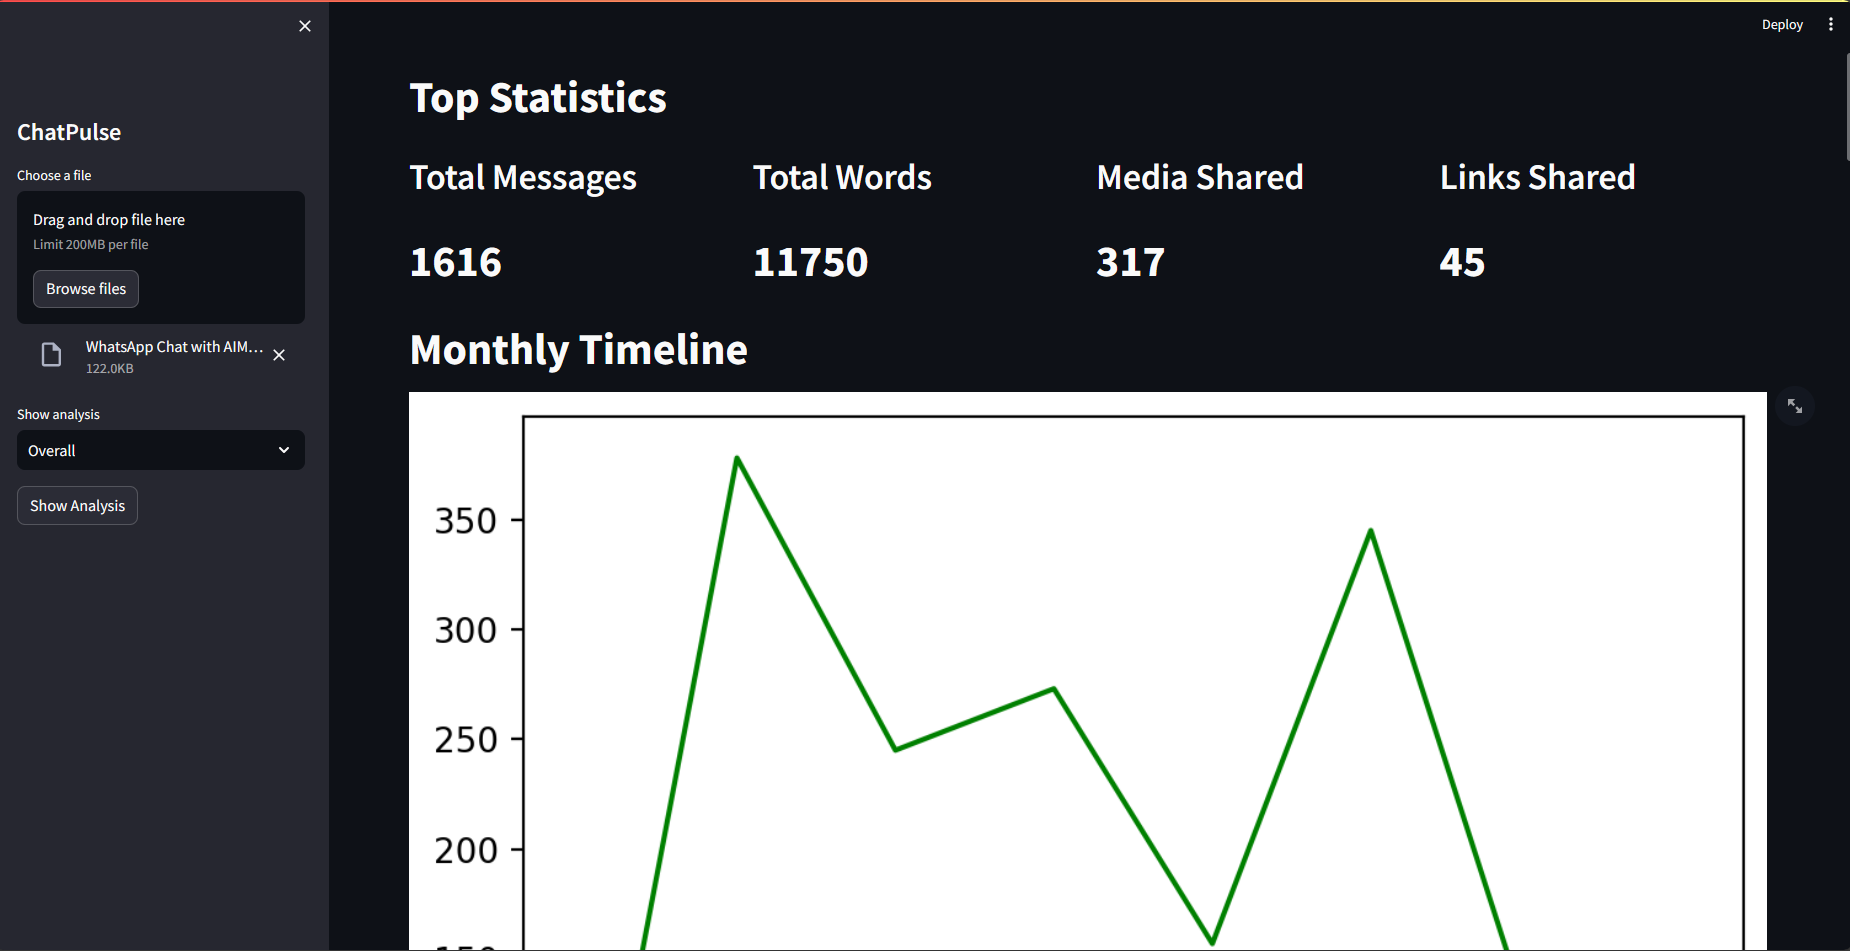 Deploy
ChatPulse
Choose a file
Drag and drop file here
Limit 200MB per file
Browse files
WhatsApp Chat with AIM...
122.0KB
Show analysis
Overall
Show Analysis
Top Statistics
Total Messages Total Words Media Shared Links Shared
1616 11750 317 45
Monthly Timeline
350
300
250
200